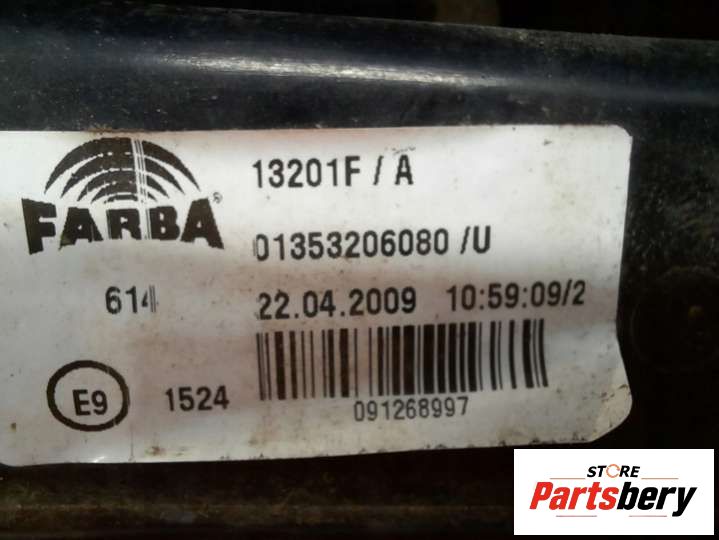 FARBA®
13201F / A
01353206080 /U
614
22.04.2009 10:59:09/2
E9
1524
091268997
STORE
Partsbery